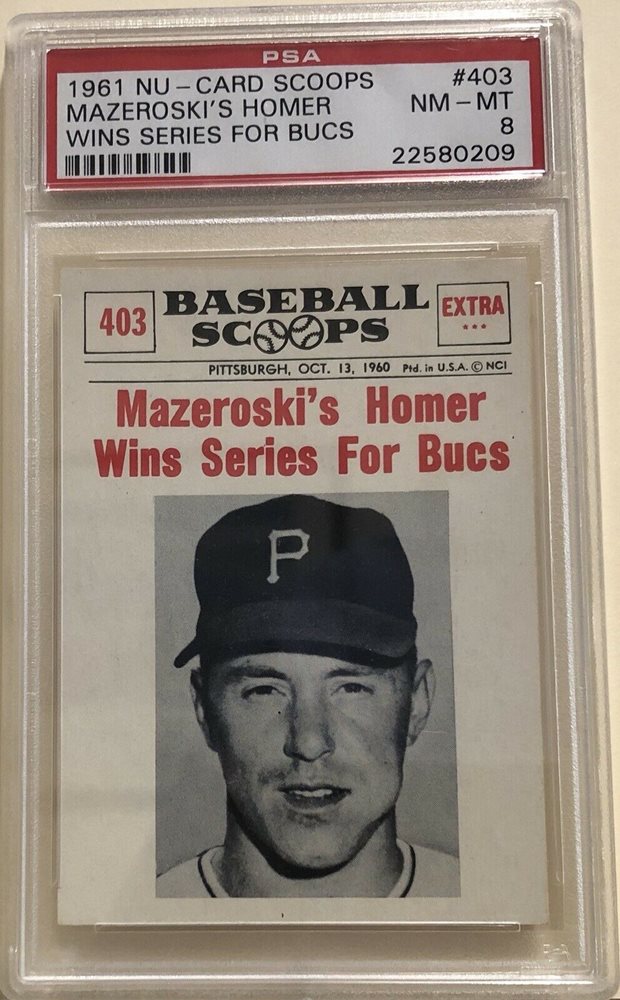 PSA
1961 NU-CARD SCOOPS #403
MAZEROSKI'S HOMER NM-MT
WINS SERIES FOR BUCS 8
22580209
403 BASEBALL EXTRA
SCOOPS ***
PITTSBURGH, OCT. 13, 1960 Ptd. in U.S.A. © NCI
Mazeroski's Homer
Wins Series For Bucs
P